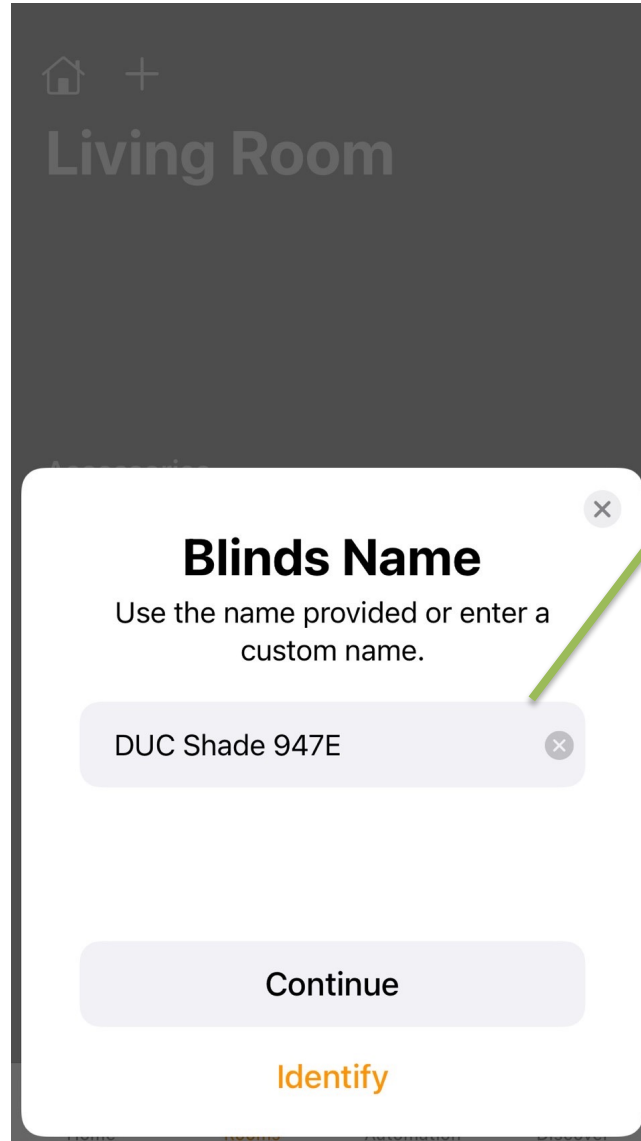 Living Room
Blinds Name
Use the name provided or enter a
custom name.
DUC Shade 947E
Continue
Identify